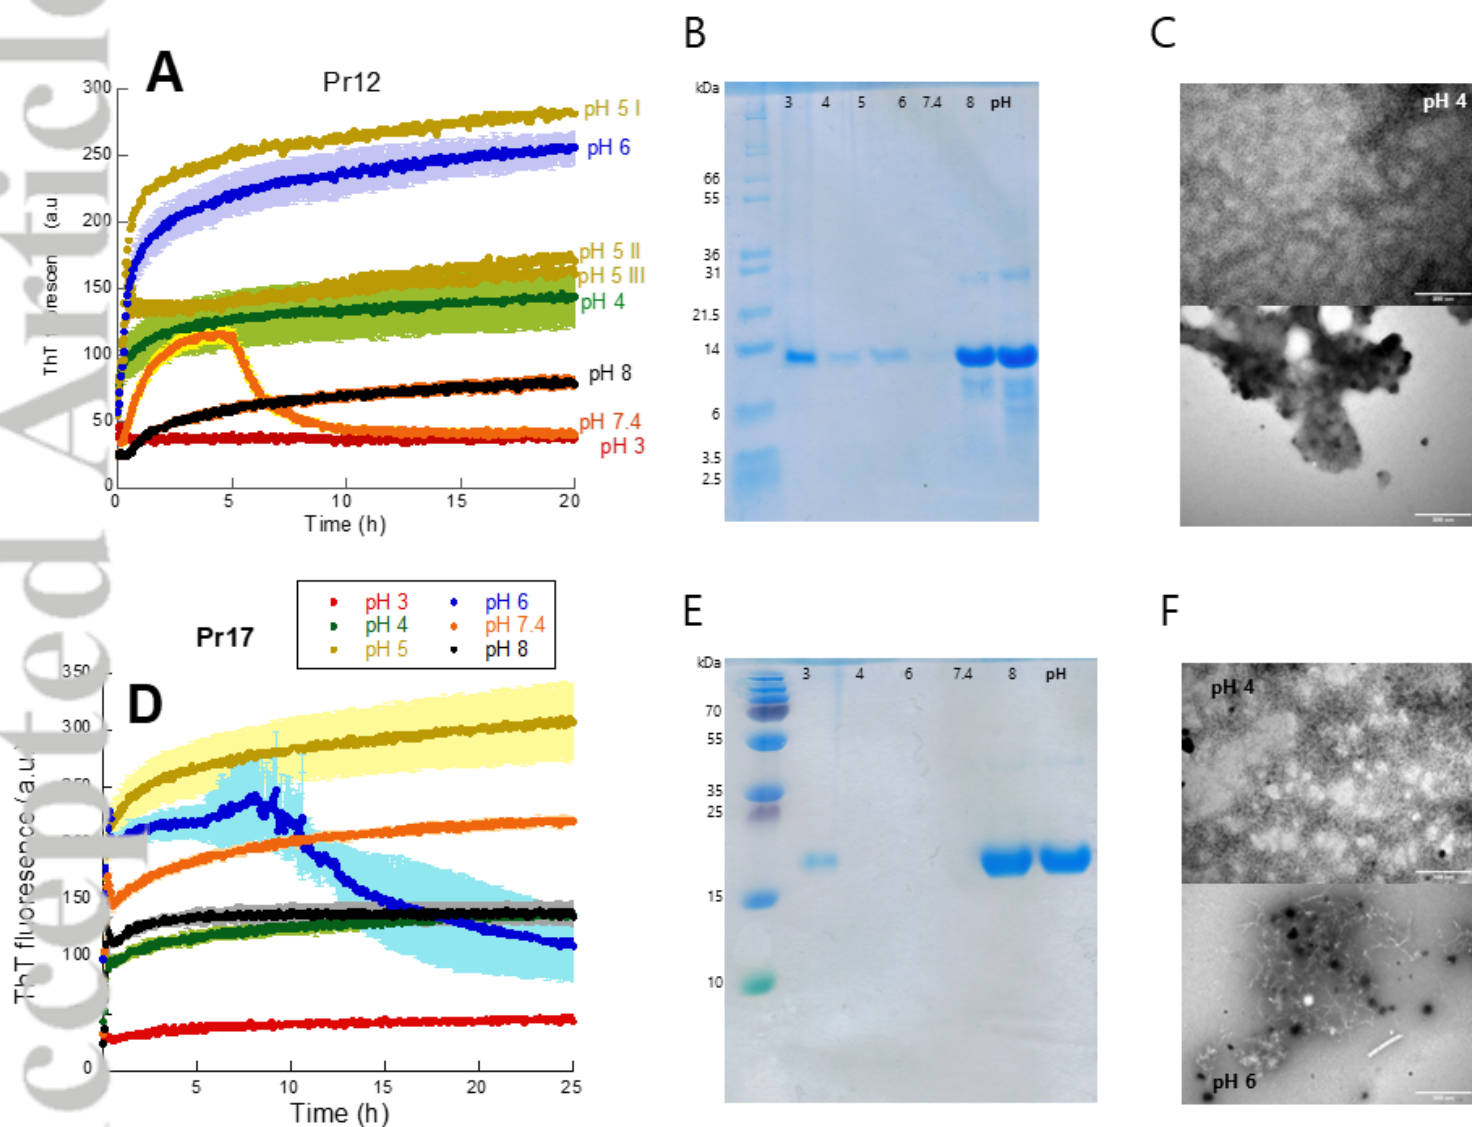 Accepted Article
A
Pr12
300
250
200
150
100
50
0
0 5 10 15 20
Time (h)
ThT rescen (a.u
pH 5 I
pH 6
pH 5 II
pH 5 III
pH 4
pH 8
pH 7.4
pH 3
B
kDa
3 4 5 6 7.4 8 pH
66
55
36
31
21.5
14
6
3.5
2.5
C
pH 4
pH 3 pH 6
pH 4 pH 7.4
pH 5 pH 8
Pr17
D
350
300
250
150
100
0
5 10 15 20 25
Time (h)
ThT fluoresence (a.u.)
E
kDa
3 4 6 7.4 8 pH
70
55
35
25
15
10
F
pH 4
pH 6